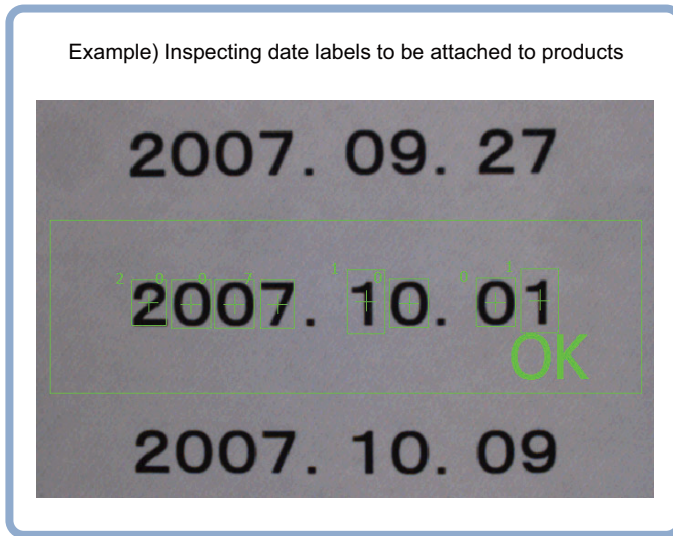 Example) Inspecting date labels to be attached to products
2007. 09. 27
2 0 0 7 1 0 0 1
2007. 10. 01
OK
2007. 10. 09